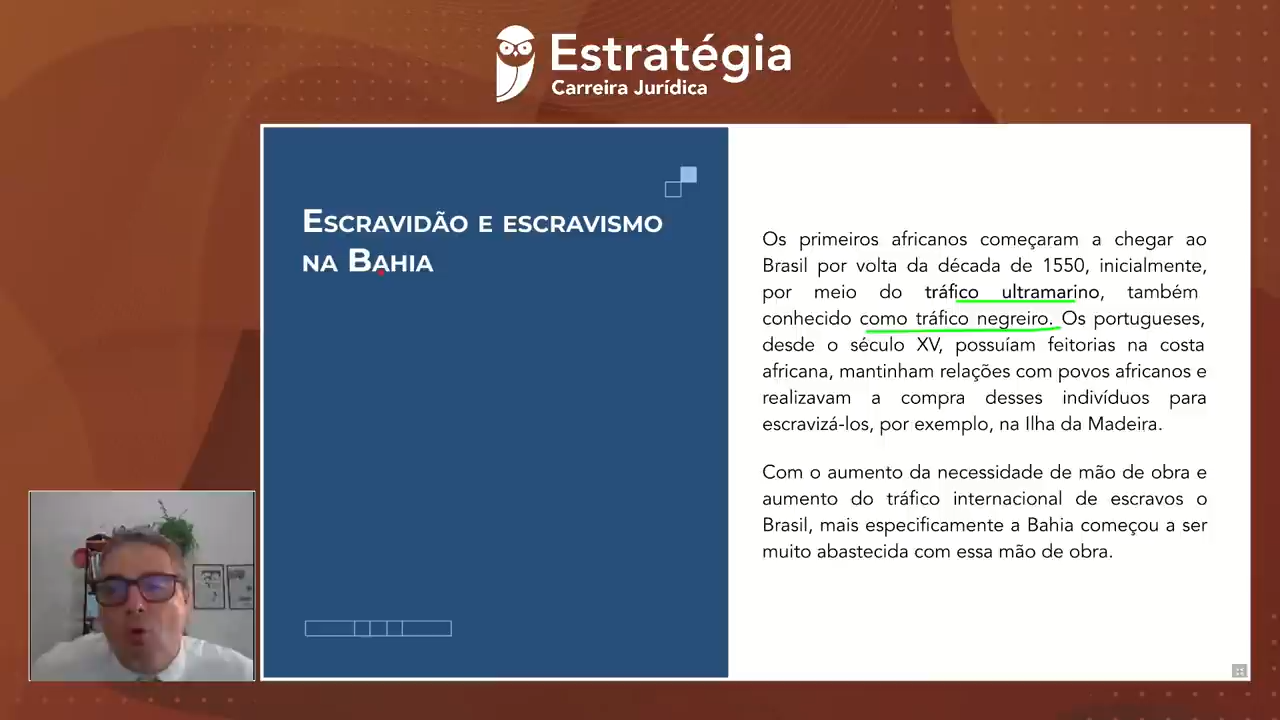 Estratégia
Carreira Jurídica
Escravidão e escravismo
na Bahia
Os primeiros africanos começaram a chegar ao
Brasil por volta da década de 1550, inicialmente,
por meio do tráfico ultramarino, também
conhecido como tráfico negreiro. Os portugueses,
desde o século XV, possuíam feitorias na costa
africana, mantinham relações com povos africanos e
realizavam a compra desses indivíduos para
escravizá-los, por exemplo, na Ilha da Madeira.
Com o aumento da necessidade de mão de obra e
aumento do tráfico internacional de escravos o
Brasil, mais especificamente a Bahia começou a ser
muito abastecida com essa mão de obra.